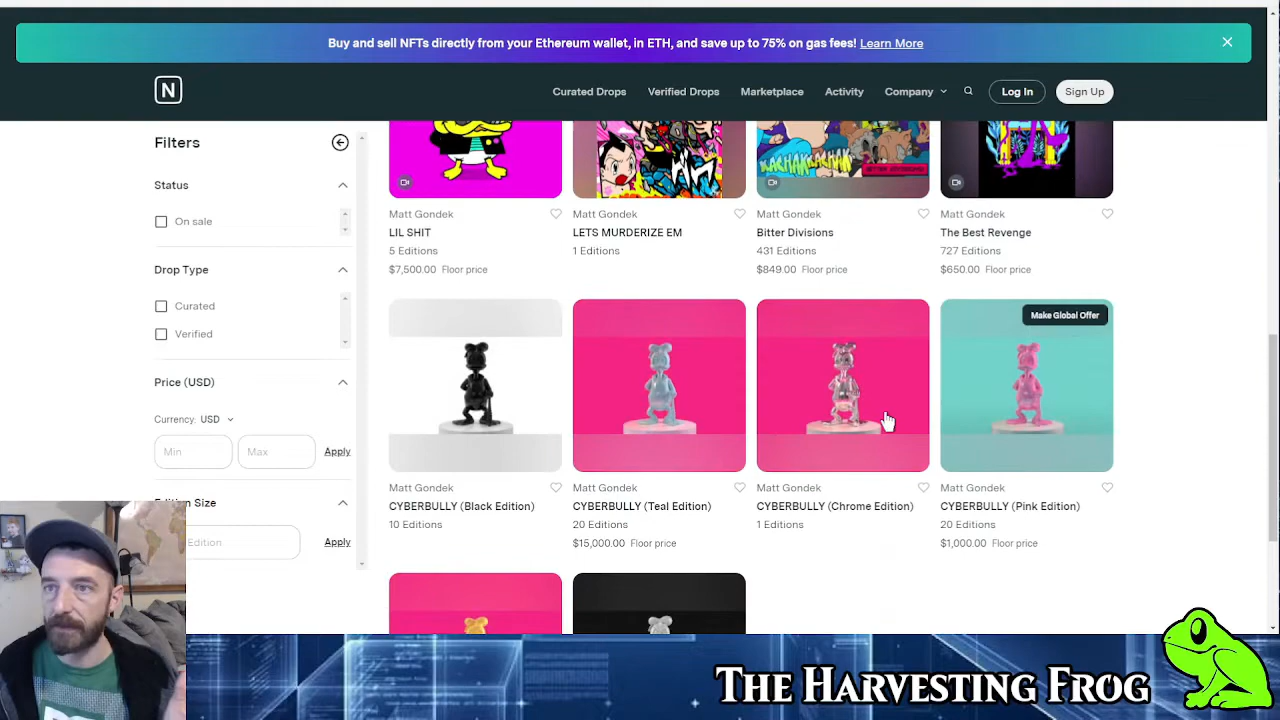 Buy and sell NFTs directly from your Ethereum wallet, in ETH, and save up to 75% on gas fees! Learn More
N
Curated Drops
Verified Drops
Marketplace
Activity
Company
Log In
Sign Up
Filters
Status
On sale
Drop Type
Curated
Verified
Price (USD)
Currency: USD
Min
Max
Apply
Size
Edition
Apply
Matt Gondek
LIL SHIT
5 Editions
$7,500.00 Floor price
Matt Gondek
LETS MURDERIZE EM
1 Editions
Matt Gondek
Bitter Divisions
431 Editions
$849.00 Floor price
Matt Gondek
The Best Revenge
727 Editions
$650.00 Floor price
Matt Gondek
CYBERBULLY (Black Edition)
10 Editions
Matt Gondek
CYBERBULLY (Teal Edition)
20 Editions
$15,000.00 Floor price
Matt Gondek
CYBERBULLY (Chrome Edition)
1 Editions
Make Global Offer
Matt Gondek
CYBERBULLY (Pink Edition)
20 Editions
$1,000.00 Floor price
THE HARVESTING FROG